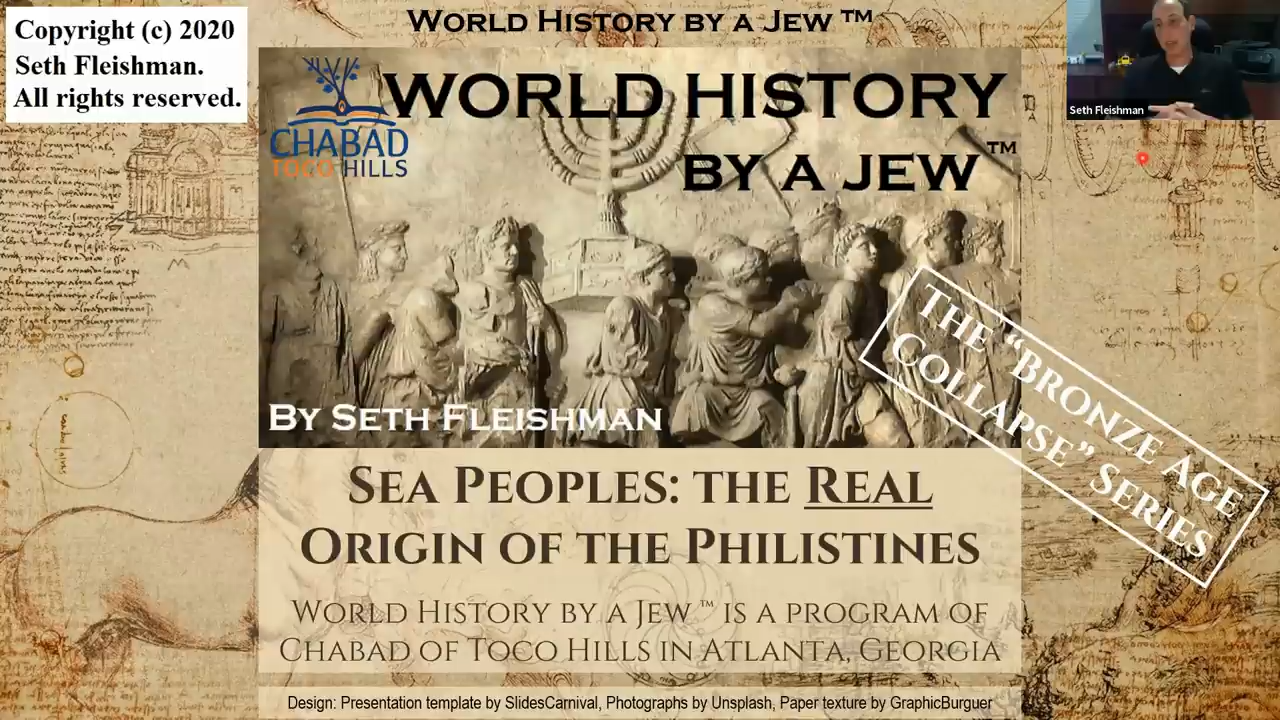 Copyright (c) 2020
Seth Fleishman.
All rights reserved.
WORLD HISTORY BY A JEW ™
WORLD HISTORY
BY A JEW™
CHABAD
TOCO HILLS
Seth Fleishman
BY SETH FLEISHMAN
THE “BRONZE AGE
COLLAPSE” SERIES
SEA PEOPLES: THE REAL
ORIGIN OF THE PHILISTINES
WORLD HISTORY BY A JEW ™ IS A PROGRAM OF
CHABAD OF TOCO HILLS IN ATLANTA, GEORGIA
Design: Presentation template by SlidesCarnival, Photographs by Unsplash, Paper texture by GraphicBurguer